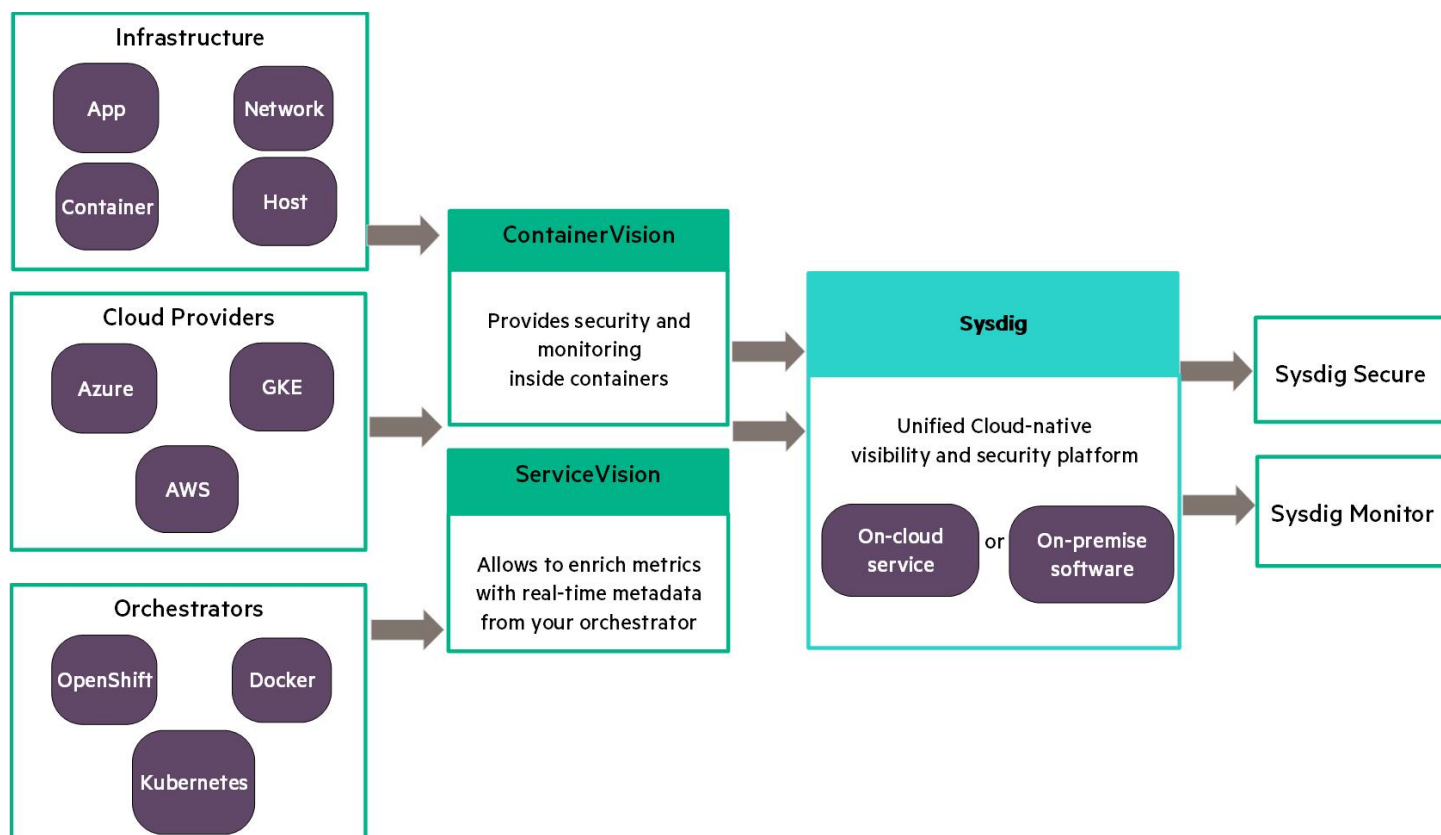 Infrastructure
App
Network
Container
Host
Cloud Providers
Azure
GKE
AWS
Orchestrators
OpenShift
Docker
Kubernetes
ContainerVision
Provides security and
monitoring
inside containers
ServiceVision
Allows to enrich metrics
with real-time metadata
from your orchestrator
Sysdig
Unified Cloud-native
visibility and security platform
On-cloud
service
or
On-premise
software
Sysdig Secure
Sysdig Monitor